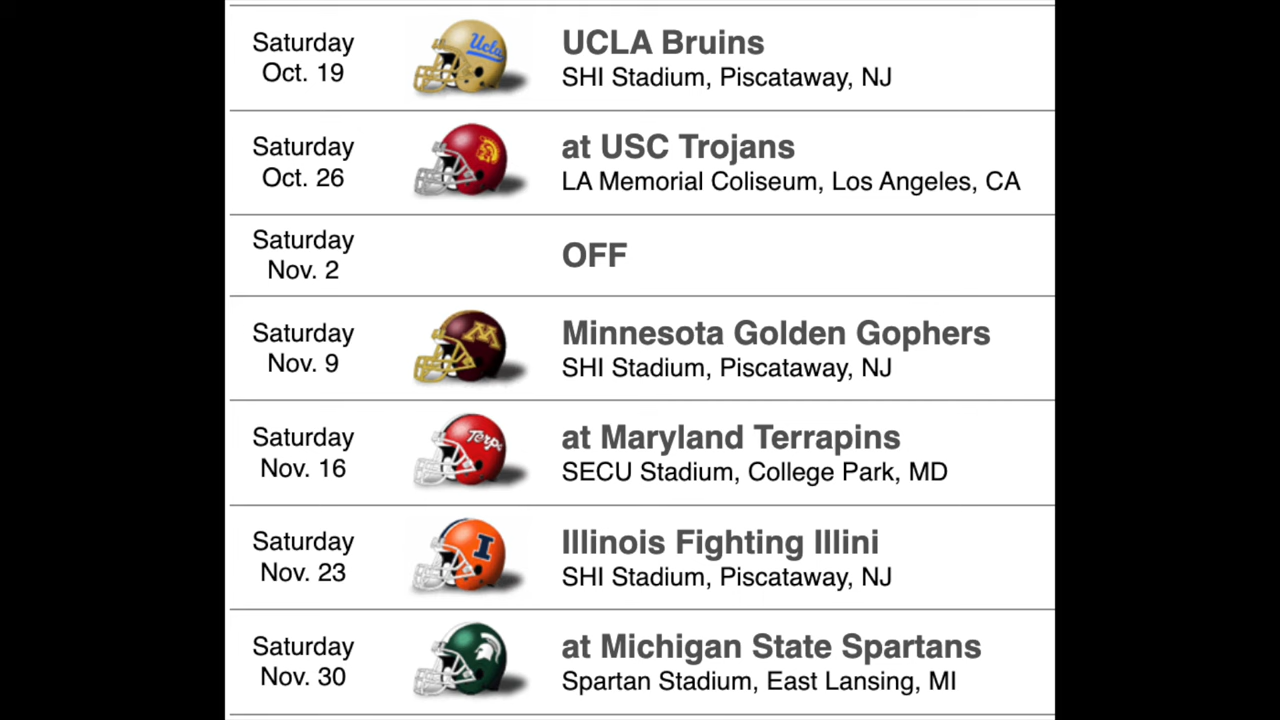 Saturday
Oct. 19
Ucla
UCLA Bruins
SHI Stadium, Piscataway, NJ
Saturday
Oct. 26
at USC Trojans
LA Memorial Coliseum, Los Angeles, CA
Saturday
Nov. 2
OFF
Saturday
Nov. 9
M
Minnesota Golden Gophers
SHI Stadium, Piscataway, NJ
Saturday
Nov. 16
Terps
at Maryland Terrapins
SECU Stadium, College Park, MD
Saturday
Nov. 23
I
Illinois Fighting Illini
SHI Stadium, Piscataway, NJ
Saturday
Nov. 30
at Michigan State Spartans
Spartan Stadium, East Lansing, MI